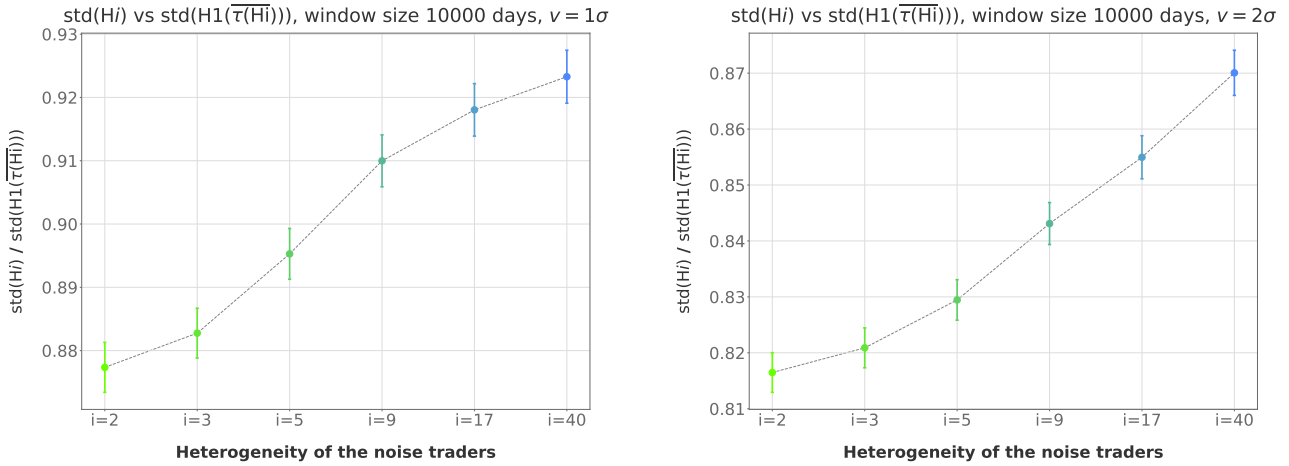 std(Hi) vs std(H1(τ(Hi))), window size 10000 days, v = 1σ
0.93
0.92
0.91
0.90
0.89
0.88
std(Hi) / std(H1(τ(Hi)))
i=2 i=3 i=5 i=9 i=17 i=40
Heterogeneity of the noise traders
std(Hi) vs std(H1(τ(Hi))), window size 10000 days, v = 2σ
0.87
0.86
0.85
0.84
0.83
0.82
0.81
std(Hi) / std(H1(τ(Hi)))
i=2 i=3 i=5 i=9 i=17 i=40
Heterogeneity of the noise traders